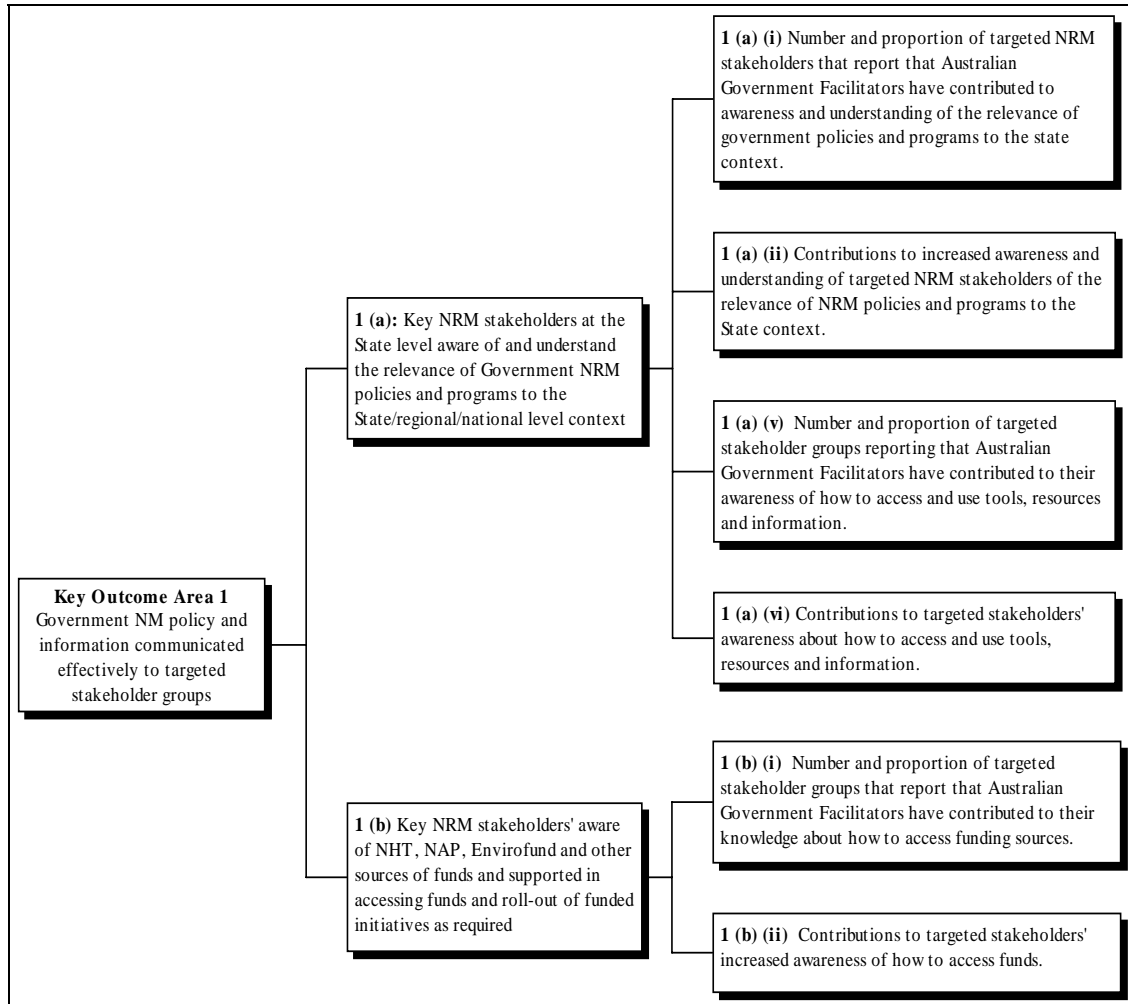 1 (a) (i) Number and proportion of targeted NRM
stakeholders that report that Australian
Government Facilitators have contributed to
awareness and understanding of the relevance of
government policies and programs to the state
context.
1 (a) (ii) Contributions to increased awareness and
understanding of targeted NRM stakeholders of the
relevance of NRM policies and programs to the
State context.
1 (a): Key NRM stakeholders at the
State level aware of and understand
the relevance of Government NRM
policies and programs to the
State/regional/national level context
1 (a) (v) Number and proportion of targeted
stakeholder groups reporting that Australian
Government Facilitators have contributed to their
awareness of how to access and use tools, resources
and information.
Key Outcome Area 1
Government NM policy and
information communicated
effectively to targeted
stakeholder groups
1 (a) (vi) Contributions to targeted stakeholders'
awareness about how to access and use tools,
resources and information.
1 (b) (i) Number and proportion of targeted
stakeholder groups that report that Australian
Government Facilitators have contributed to their
knowledge about how to access funding sources.
1 (b) Key NRM stakeholders' aware
of NHT, NAP, Envirofund and other
sources of funds and supported in
accessing funds and roll-out of funded
initiatives as required
1 (b) (ii) Contributions to targeted stakeholders'
increased awareness of how to access funds.